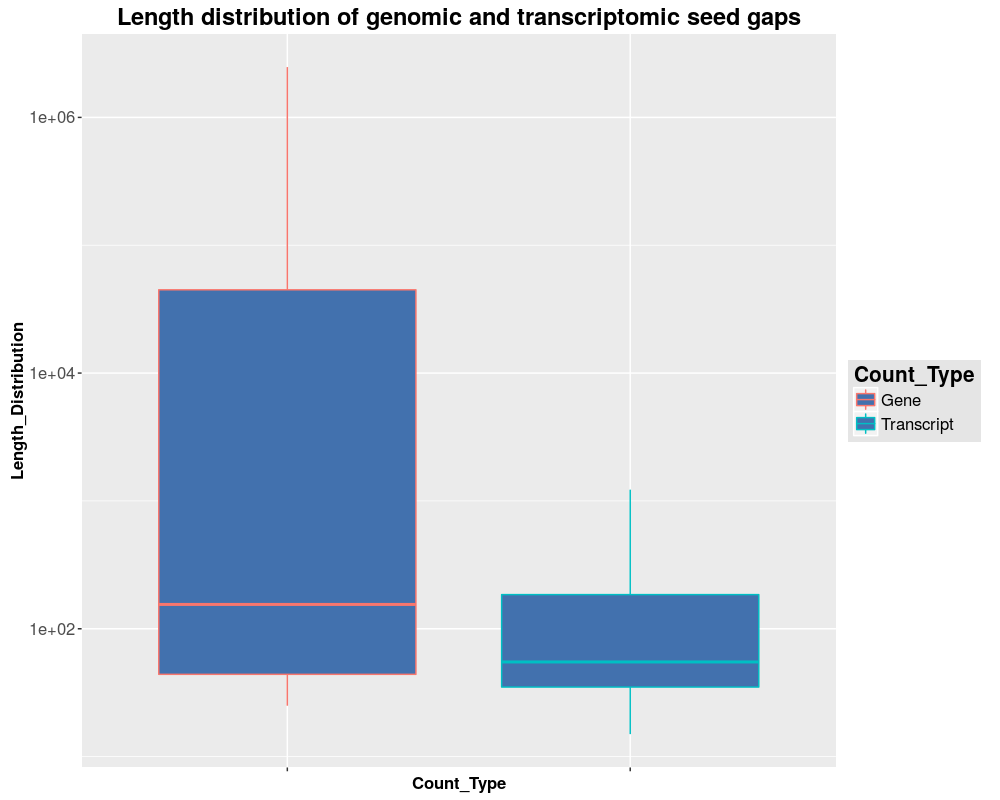 Length distribution of genomic and transcriptomic seed gaps
1e+06
1e+04
1e+02
Length_Distribution
Count_Type
Count_Type
Gene
Transcript